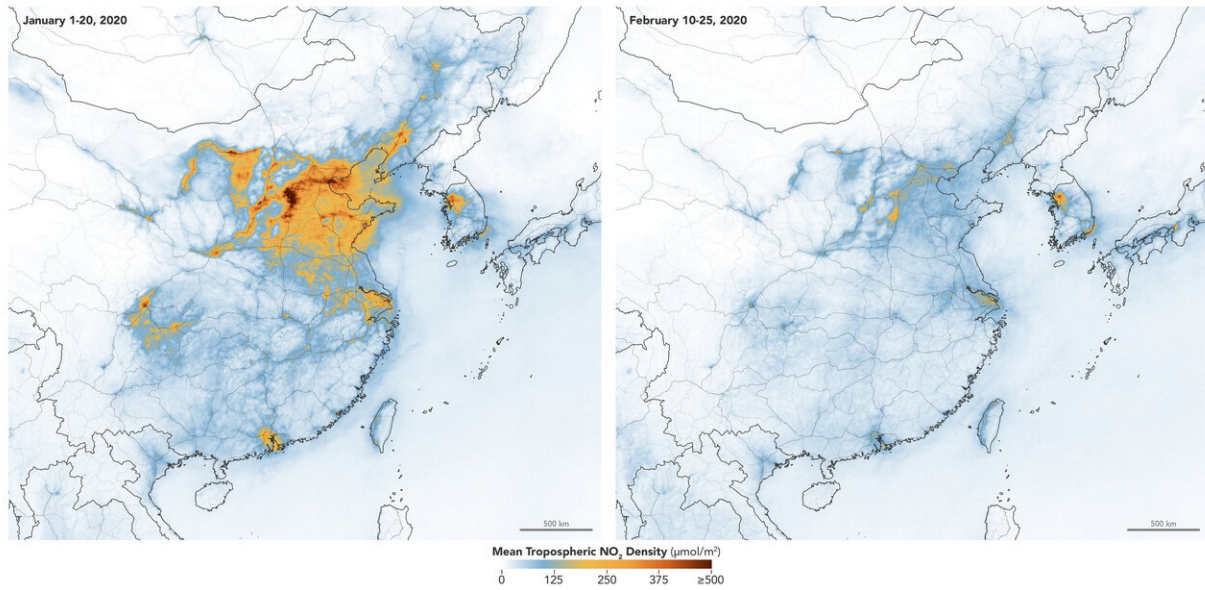 January 1-20, 2020
February 10-25, 2020
500 km
500 km
Mean Tropospheric NO₂ Density (μmol/m²)
0 125 250 375 ≥500